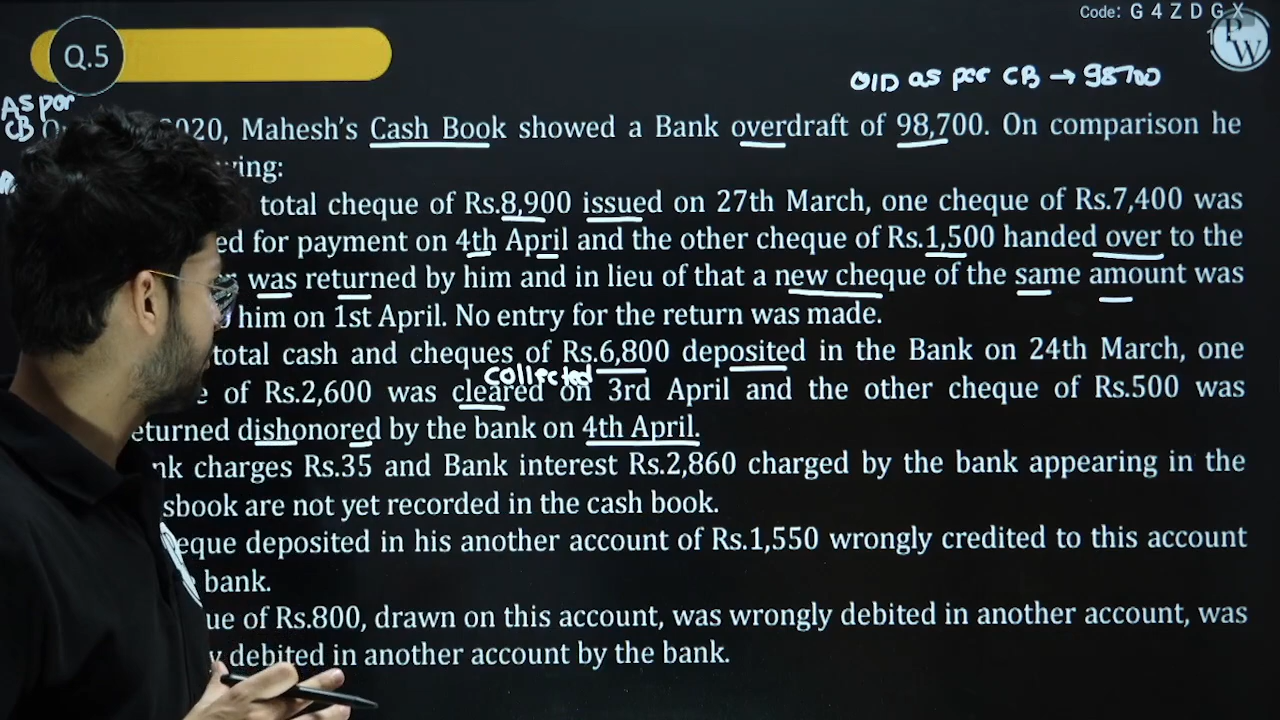 Code: G 4 Z D G X
Q.5
PW
OID as per CB → 98700
As per
CB
2020, Mahesh's Cash Book showed a Bank overdraft of 98,700. On comparison he
total cheque of Rs.8,900 issued on 27th March, one cheque of Rs.7,400 was
for payment on 4th April and the other cheque of Rs.1,500 handed over to the
was returned by him and in lieu of that a new cheque of the same amount was
him on 1st April. No entry for the return was made.
total cash and cheques of Rs.6,800 deposited in the Bank on 24th March, one
collected
of Rs.2,600 was cleared on 3rd April and the other cheque of Rs.500 was
dishonored by the bank on 4th April.
charges Rs.35 and Bank interest Rs.2,860 charged by the bank appearing in the
are not yet recorded in the cash book.
deposited in his another account of Rs.1,550 wrongly credited to this account
bank.
of Rs.800, drawn on this account, was wrongly debited in another account, was
debited in another account by the bank.